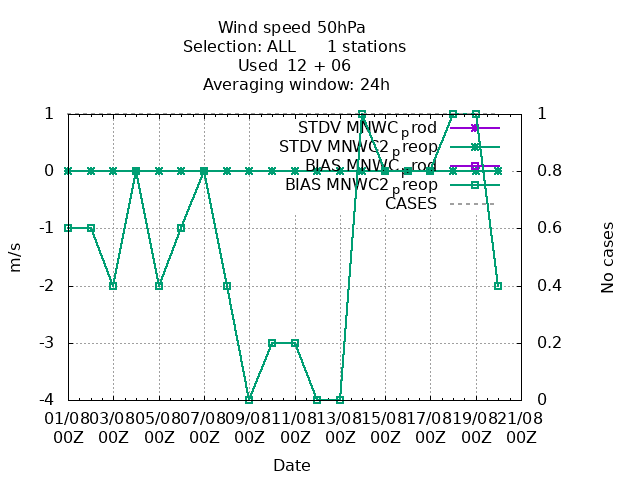 Wind speed 50hPa
Selection: ALL 1 stations
Used 12 + 06
Averaging window: 24h
STDV MNWC_prod
STDV MNWC2_preop
BIAS MNWC_prod
BIAS MNWC2_preop
CASES
1
0
-1
-2
-3
-4
m/s
1
0.8
0.6
0.4
0.2
0
No cases
01/08 03/08 05/08 07/08 09/08 11/08 13/08 15/08 17/08 19/08 21/08
00Z 00Z 00Z 00Z 00Z 00Z 00Z 00Z 00Z 00Z 00Z
Date